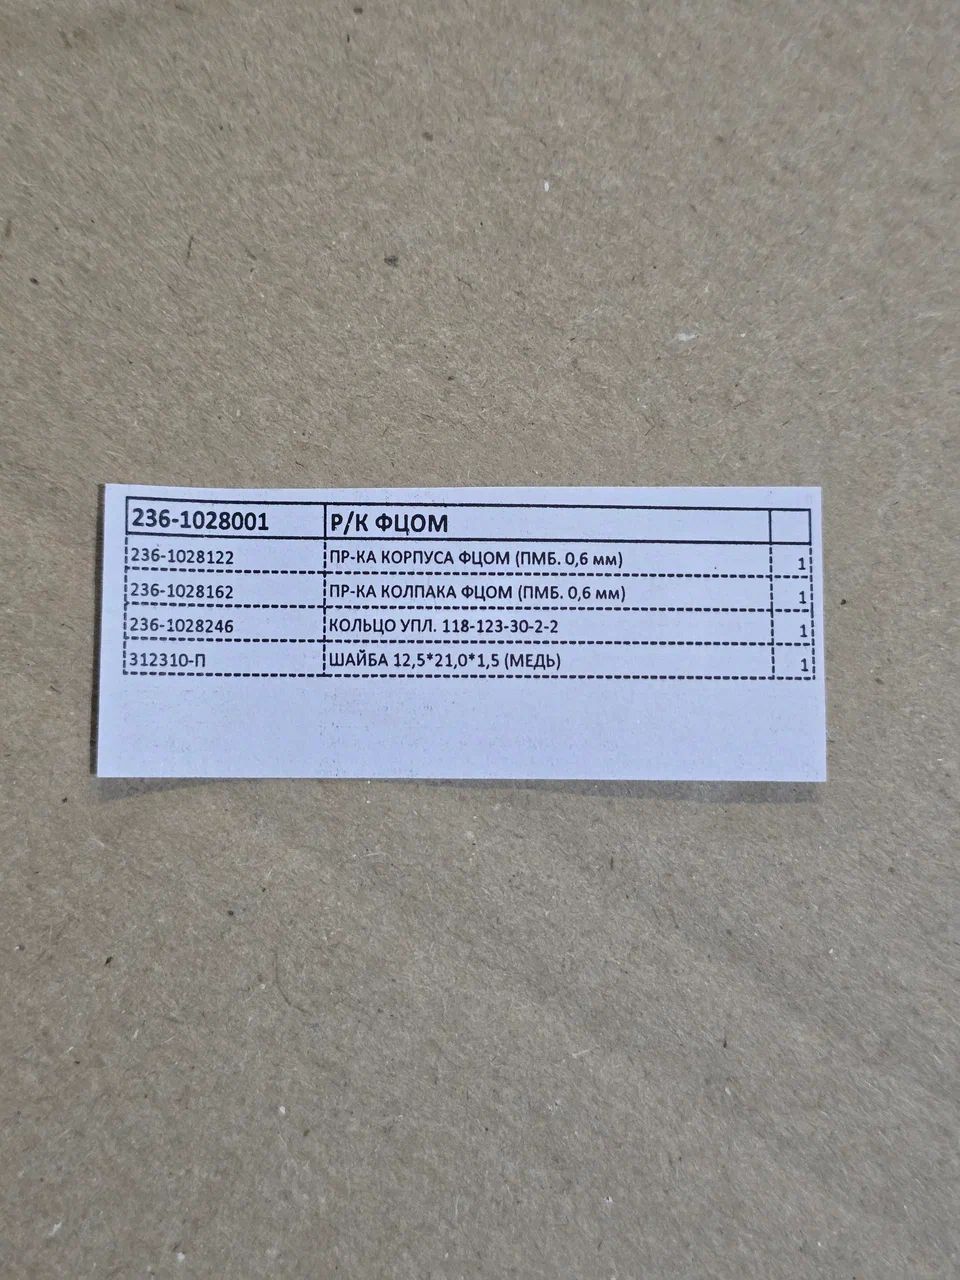 236-1028001 Р/К ФЦОМ
236-1028122 ПР-КА КОРПУСА ФЦОМ (ПМБ. 0,6 мм) 1
236-1028162 ПР-КА КОЛПАКА ФЦОМ (ПМБ. 0,6 мм) 1
236-1028246 КОЛЬЦО УПЛ. 118-123-30-2-2 1
312310-П ШАЙБА 12,5*21,0*1,5 (МЕДЬ) 1